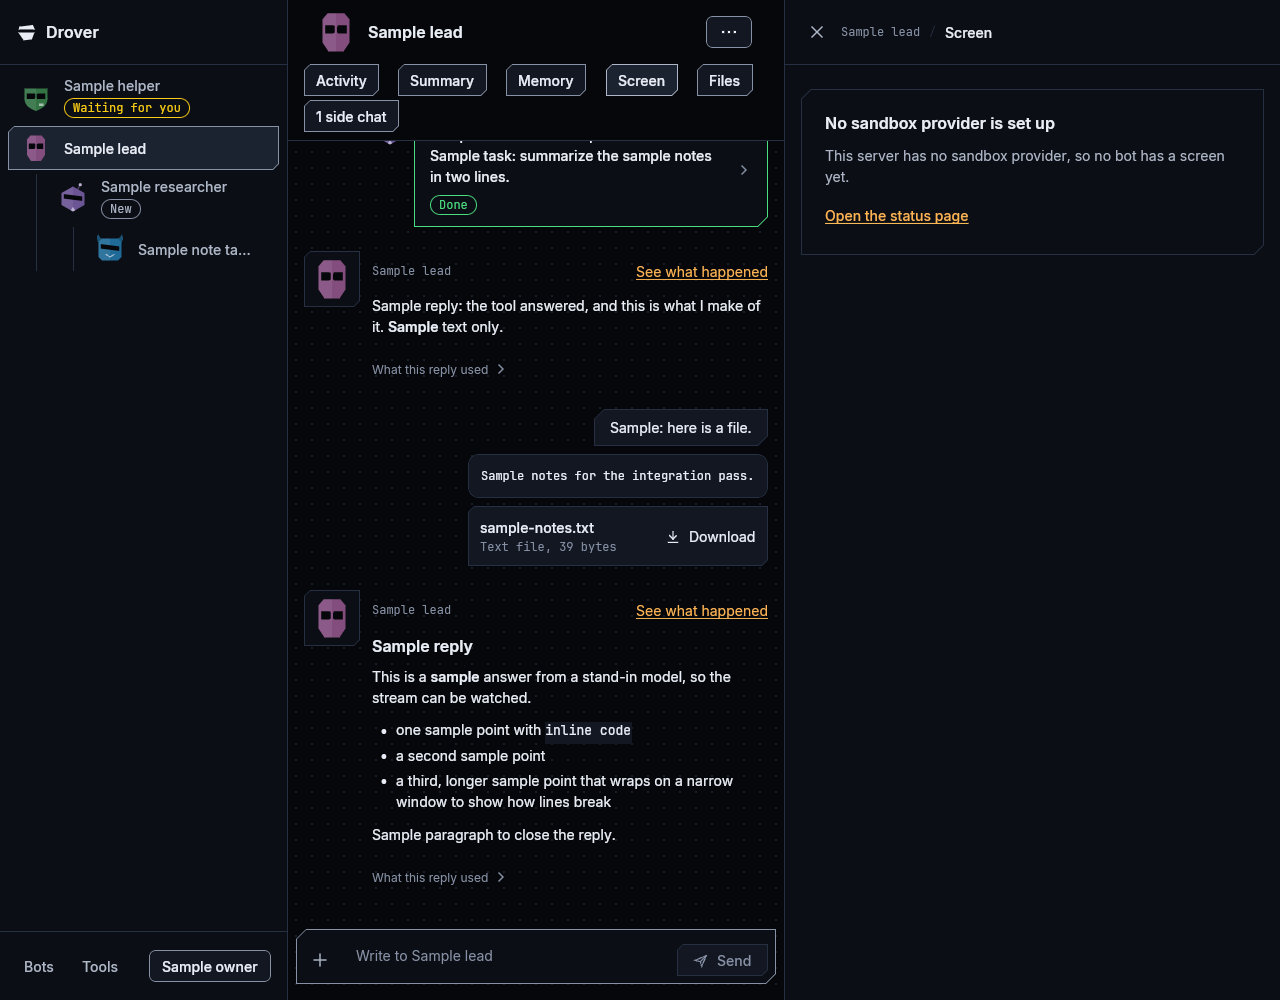 Drover
Sample helper
Waiting for you
Sample lead
Sample researcher
New
Sample note ta...
Bots
Tools
Sample owner
Sample lead
Activity
Summary
Memory
Screen
Files
1 side chat
Sample task: summarize the sample notes
in two lines.
Done
Sample lead
See what happened
Sample reply: the tool answered, and this is what I make of
it. Sample text only.
What this reply used
Sample: here is a file.
Sample notes for the integration pass.
sample-notes.txt
Text file, 39 bytes
Download
Sample lead
See what happened
Sample reply
This is a sample answer from a stand-in model, so the
stream can be watched.
one sample point with inline code
a second sample point
a third, longer sample point that wraps on a narrow
window to show how lines break
Sample paragraph to close the reply.
What this reply used
Write to Sample lead
Send
Sample lead / Screen
No sandbox provider is set up
This server has no sandbox provider, so no bot has a screen
yet.
Open the status page